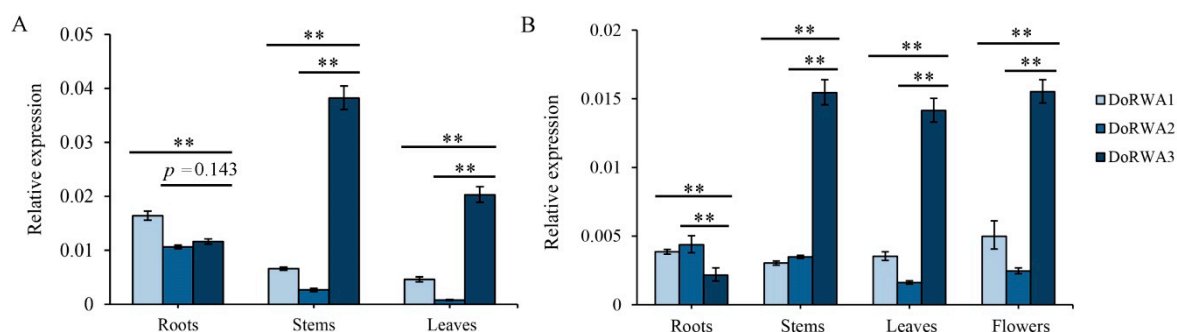 A
Relative expression
0.05
0.04
0.03
0.02
0.01
0
**
p = 0.143
**
**
**
**
Roots
Stems
Leaves
B
Relative expression
0.02
0.015
0.01
0.005
0
**
**
**
**
**
**
**
**
Roots
Stems
Leaves
Flowers
DoRWA1
DoRWA2
DoRWA3